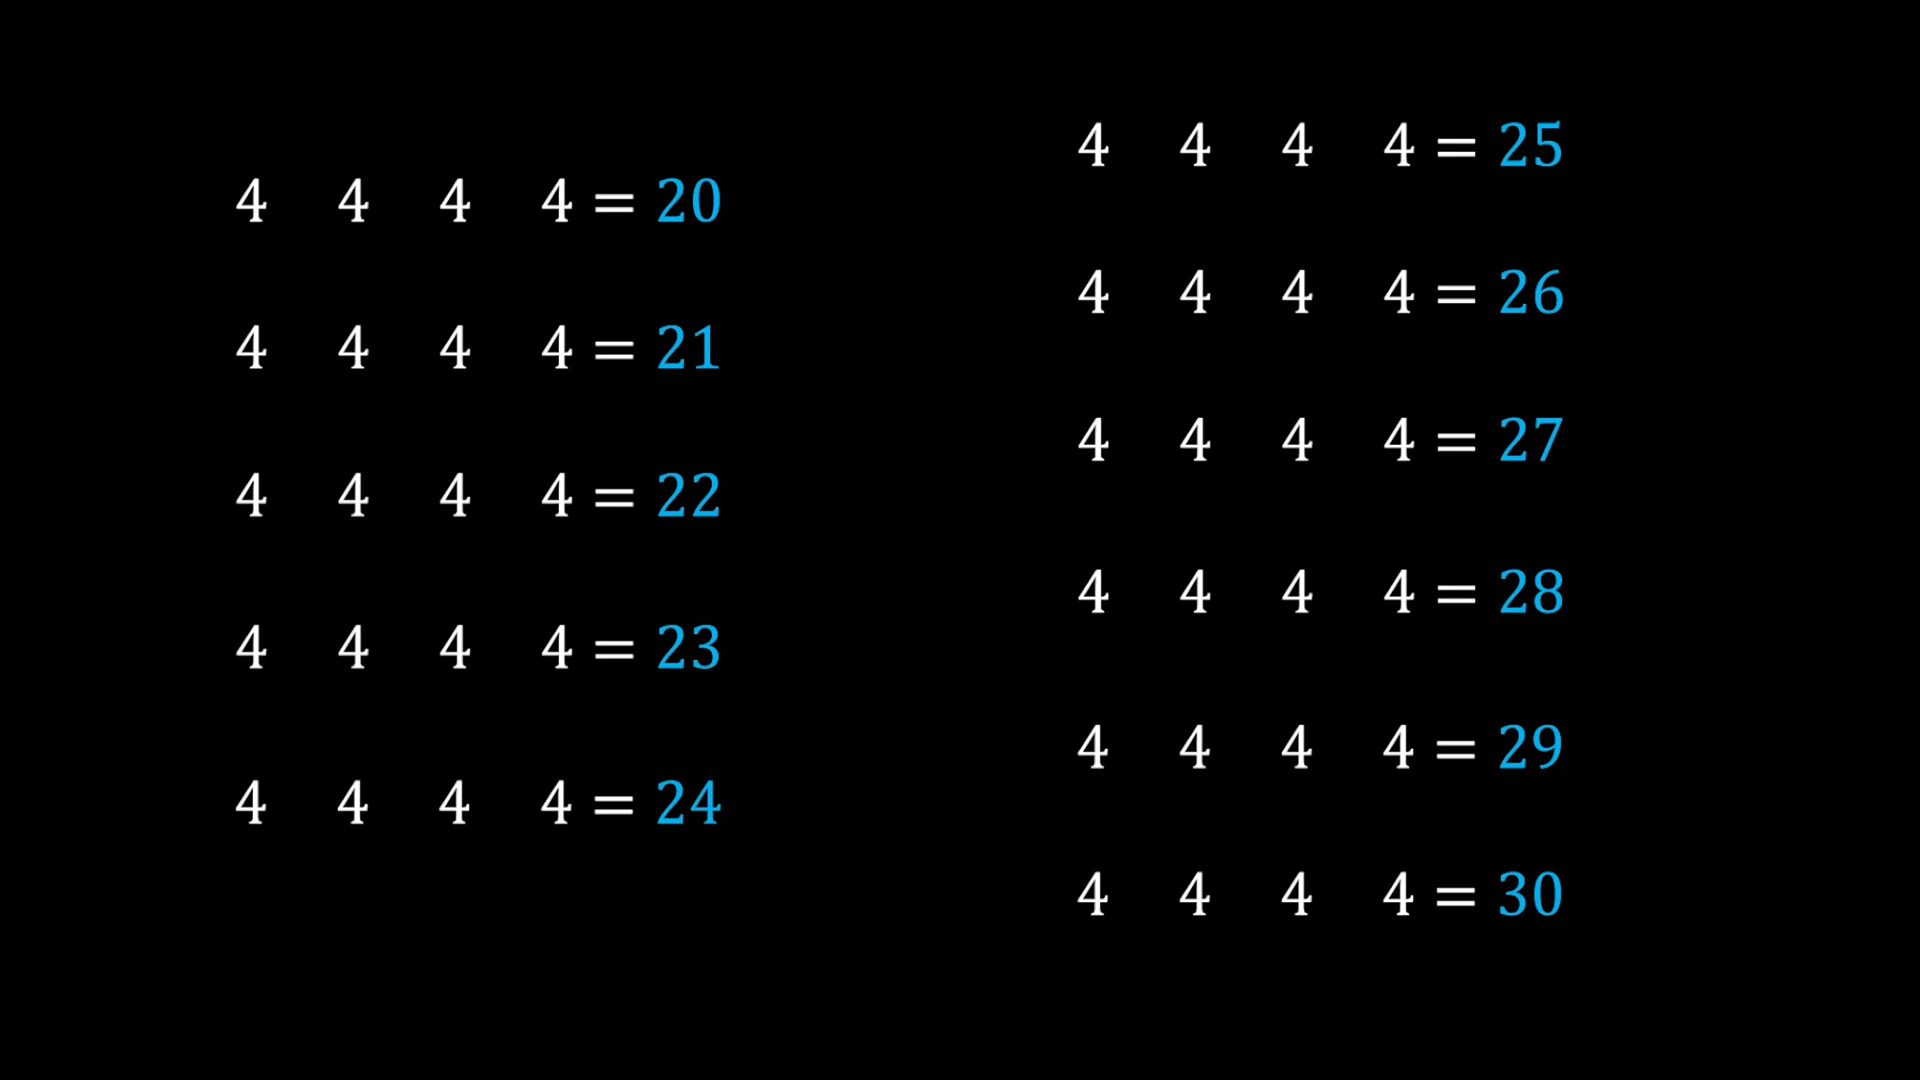 4 4 4 4 = 20
4 4 4 4 = 21
4 4 4 4 = 22
4 4 4 4 = 23
4 4 4 4 = 24
4 4 4 4 = 25
4 4 4 4 = 26
4 4 4 4 = 27
4 4 4 4 = 28
4 4 4 4 = 29
4 4 4 4 = 30